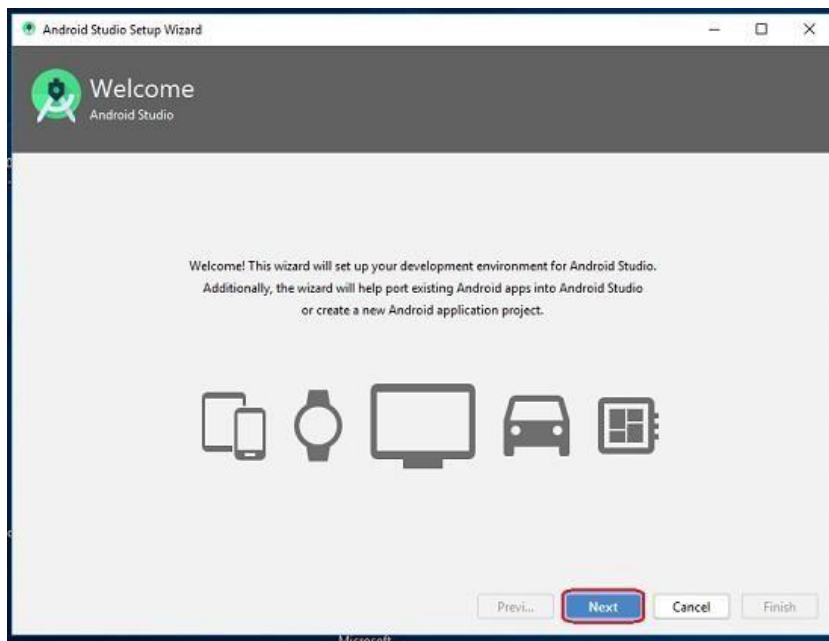 Android Studio Setup Wizard
Welcome
Android Studio
Welcome! This wizard will set up your development environment for Android Studio.
Additionally, the wizard will help port existing Android apps into Android Studio
or create a new Android application project.
Previ... Next Cancel Finish
Microsoft